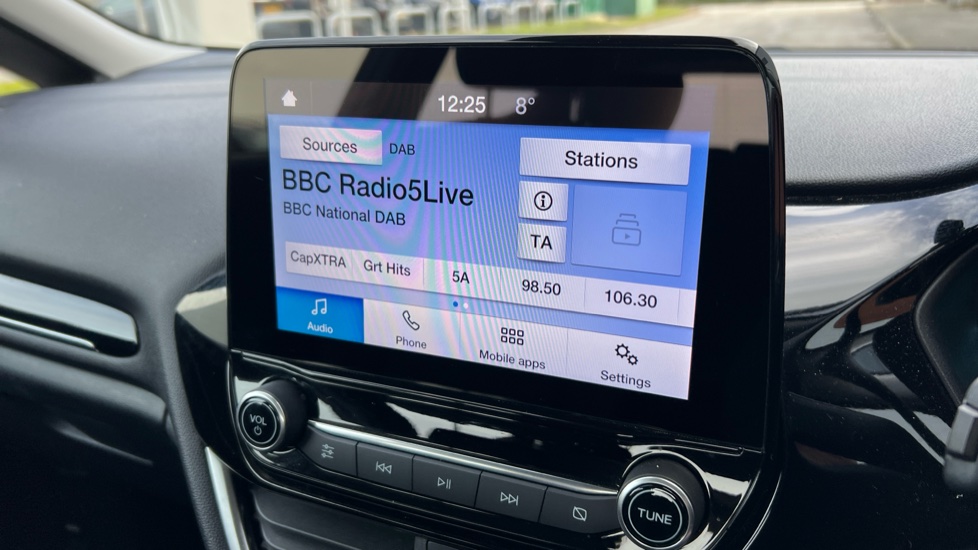 12:25 8°
Sources DAB Stations
BBC Radio5Live
BBC National DAB
TA
CapXTRA Grt Hits 5A 98.50 106.30
Audio Phone Mobile apps Settings
VOL
TUNE